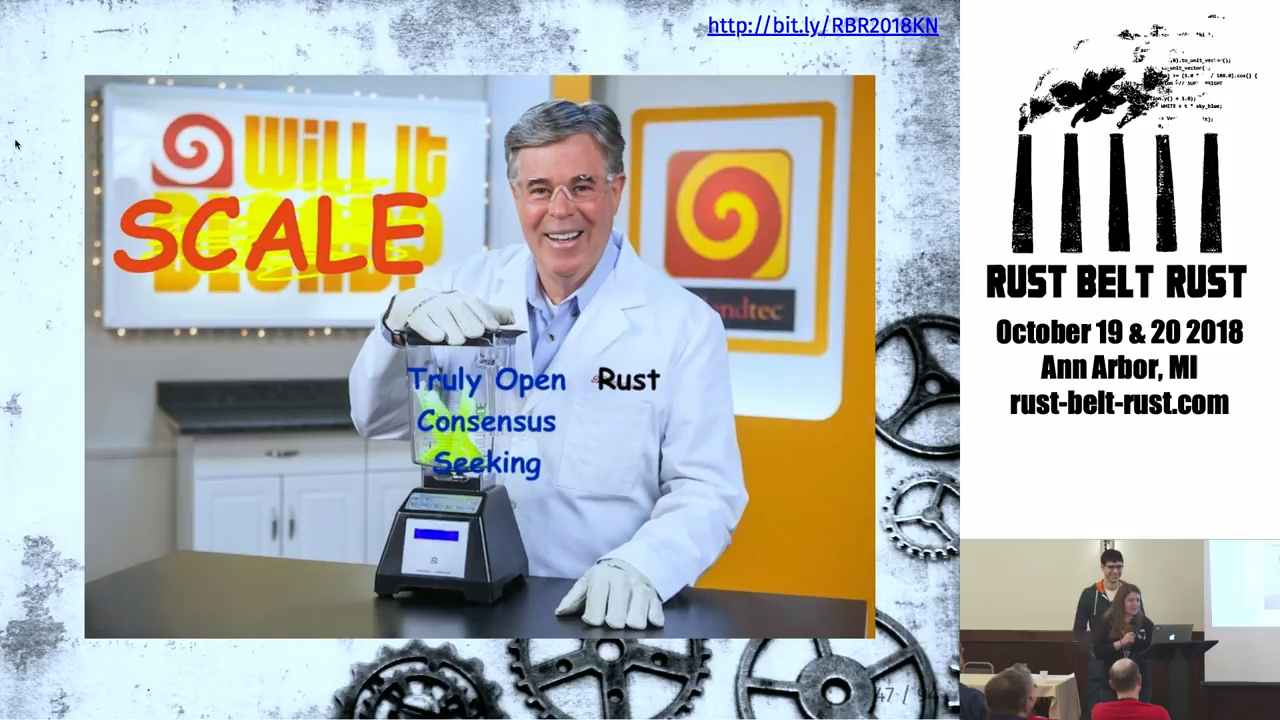 http://bit.ly/RBR2018KN
Will It
SCALE
Truly Open
Consensus
Seeking
Rust
RUST BELT RUST
October 19 & 20 2018
Ann Arbor, MI
rust-belt-rust.com